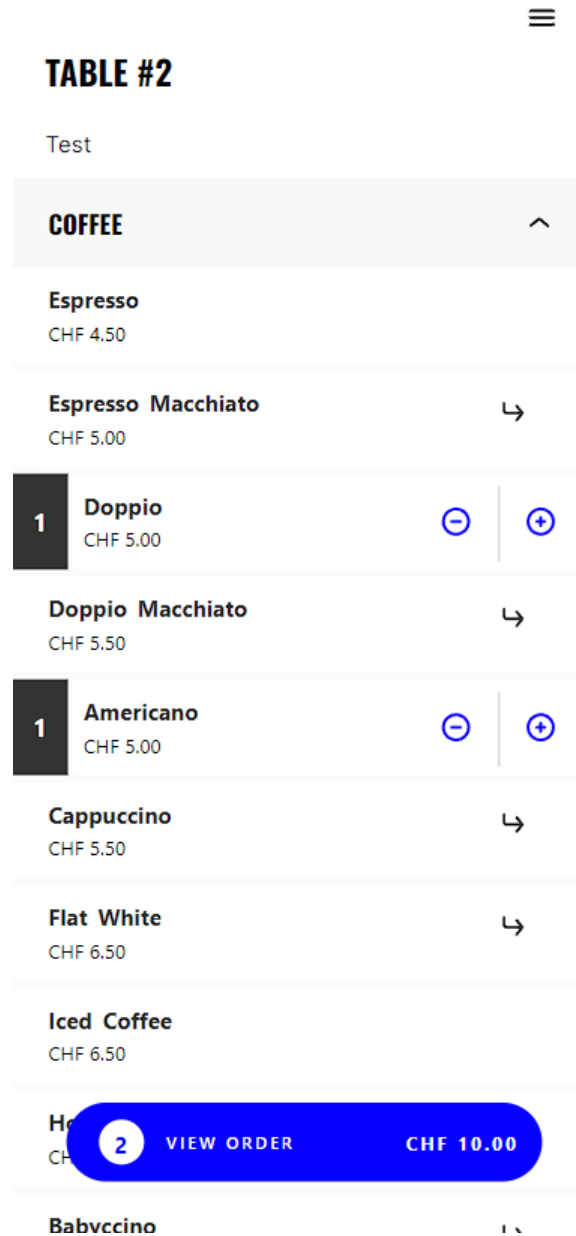 TABLE #2
Test
COFFEE
Espresso
CHF 4.50
Espresso Macchiato
CHF 5.00
1
Doppio
CHF 5.00
Doppio Macchiato
CHF 5.50
1
Americano
CHF 5.00
Cappuccino
CHF 5.50
Flat White
CHF 6.50
Iced Coffee
CHF 6.50
2 VIEW ORDER CHF 10.00
Babyccino